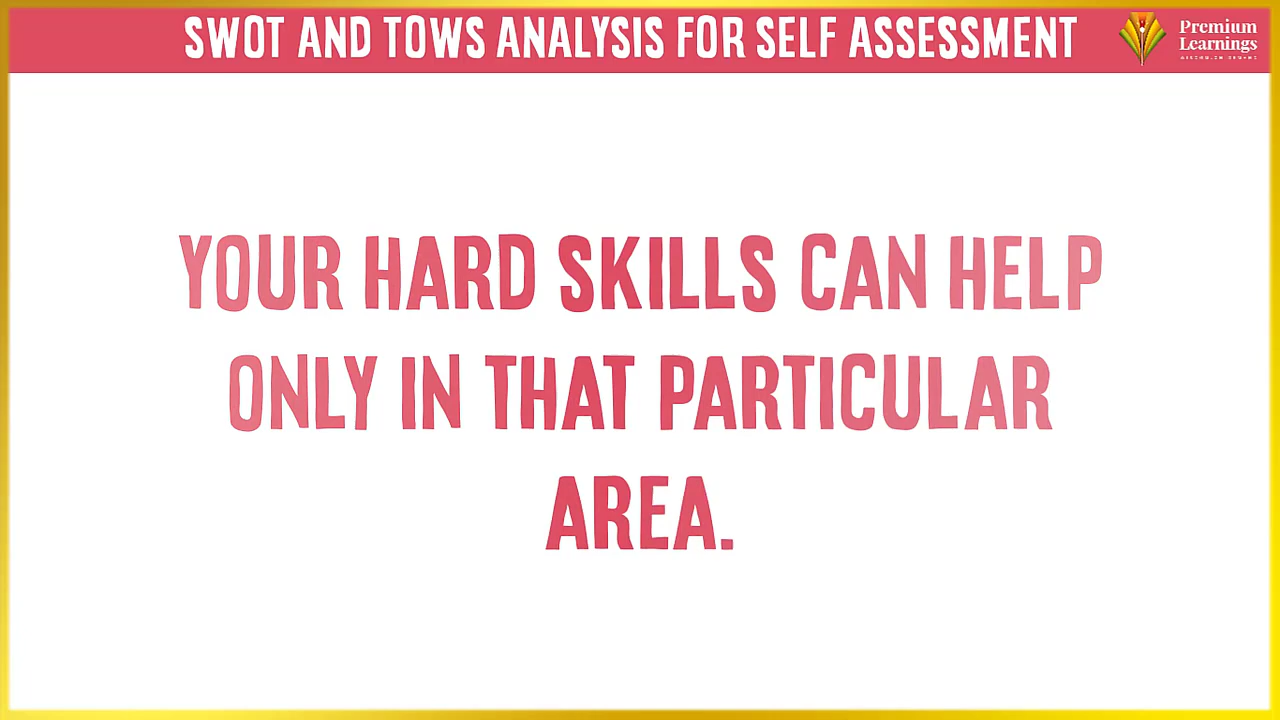 SWOT AND TOWS ANALYSIS FOR SELF ASSESSMENT
Premium
Learnings
YOUR HARD SKILLS CAN HELP
ONLY IN THAT PARTICULAR
AREA.